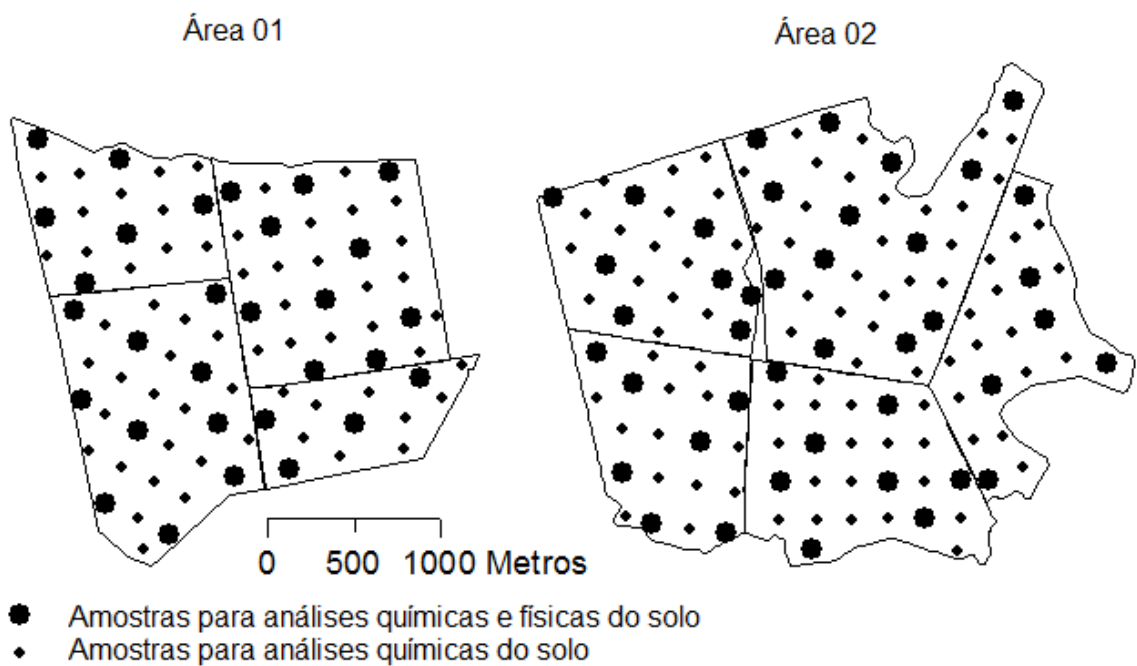 Área 01
Área 02
0 500 1000 Metros
Amostras para análises químicas e físicas do solo
Amostras para análises químicas do solo